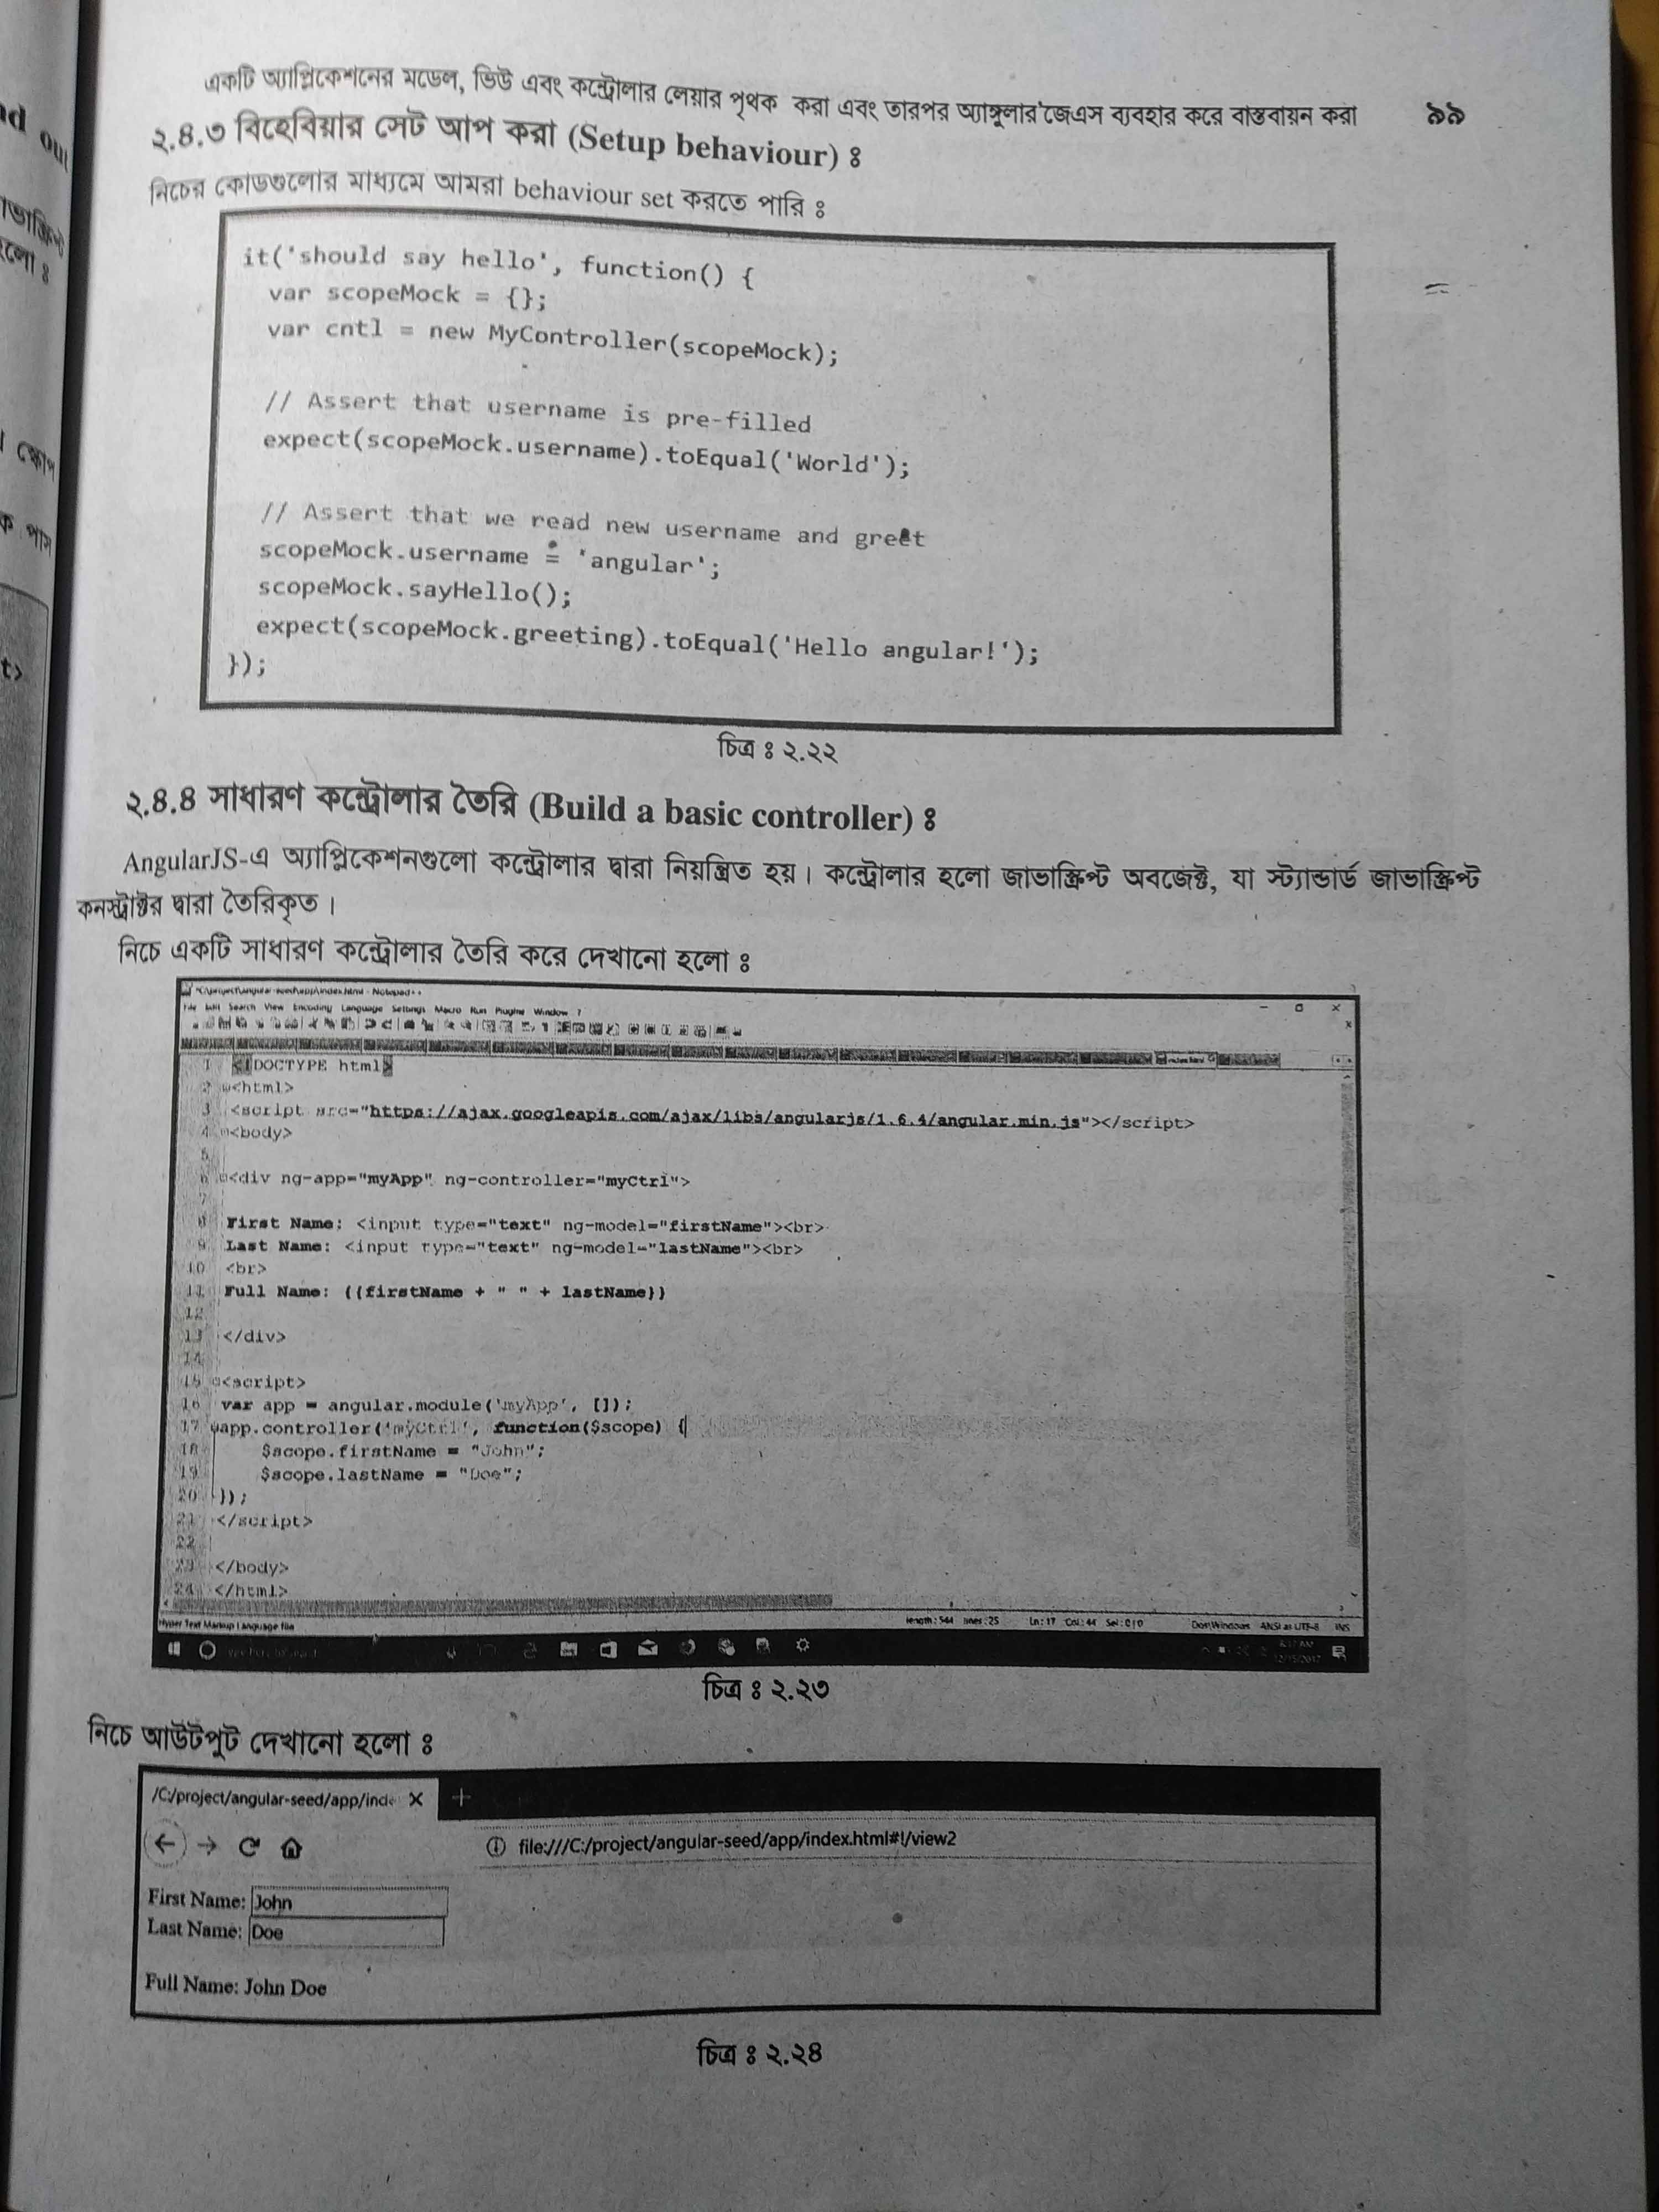 একটি অ্যাপ্লিকেশনের মডেল, ভিউ এবং কন্ট্রোলার লেয়ার পৃথক করা এবং তারপর অ্যাঙ্গুলার জেএস ব্যবহার করে বাস্তবায়ন করা ৯৯
২.৪.৩ বিহেবিয়ার সেট আপ করা (Setup behaviour) ঃ
নিচের কোডগুলোর মাধ্যমে আমরা behaviour set করতে পারি ঃ
it('should say hello', function() {
var scopeMock = {};
var cntl = new MyController(scopeMock);
// Assert that username is pre-filled
expect(scopeMock.username).toEqual('World');
// Assert that we read new username and greet
scopeMock.username = 'angular';
scopeMock.sayHello();
expect(scopeMock.greeting).toEqual('Hello angular!');
});
চিত্র ঃ ২.২২
২.৪.৪ সাধারণ কন্ট্রোলার তৈরি (Build a basic controller) ঃ
AngularJS-এ অ্যাপ্লিকেশনগুলো কন্ট্রোলার দ্বারা নিয়ন্ত্রিত হয়। কন্ট্রোলার হলো জাভাস্ক্রিপ্ট অবজেক্ট, যা স্ট্যান্ডার্ড জাভাস্ক্রিপ্ট
কনস্ট্রাক্টর দ্বারা তৈরিকৃত।
নিচে একটি সাধারণ কন্ট্রোলার তৈরি করে দেখানো হলো ঃ
*C:\project\angular-seed\app\index.html - Notepad++
File Edit Search View Encoding Language Settings Macro Run Plugins Window ?
1 <!DOCTYPE html>
2 <html>
3 <script src="https://ajax.googleapis.com/ajax/libs/angularjs/1.6.4/angular.min.js"></script>
4 <body>
5
6 <div ng-app="myApp" ng-controller="myCtrl">
7
8 First Name: <input type="text" ng-model="firstName"><br>
9 Last Name: <input type="text" ng-model="lastName"><br>
10 <br>
11 Full Name: {{firstName + " " + lastName}}
12
13 </div>
14
15 <script>
16 var app = angular.module('myApp', []);
17 app.controller('myCtrl', function($scope) {
18 $scope.firstName = "John";
19 $scope.lastName = "Doe";
20 });
21 </script>
22
23 </body>
24 </html>
Hyper Text Markup Language file length : 544 lines : 25 Ln : 17 Col : 44 Sel : 0 | 0 Dos\Windows ANSI as UTF-8 INS
চিত্র ঃ ২.২৩
নিচে আউটপুট দেখানো হলো ঃ
/C:/project/angular-seed/app/inde
file:///C:/project/angular-seed/app/index.html#!/view2
First Name: John
Last Name: Doe
Full Name: John Doe
চিত্র ঃ ২.২৪